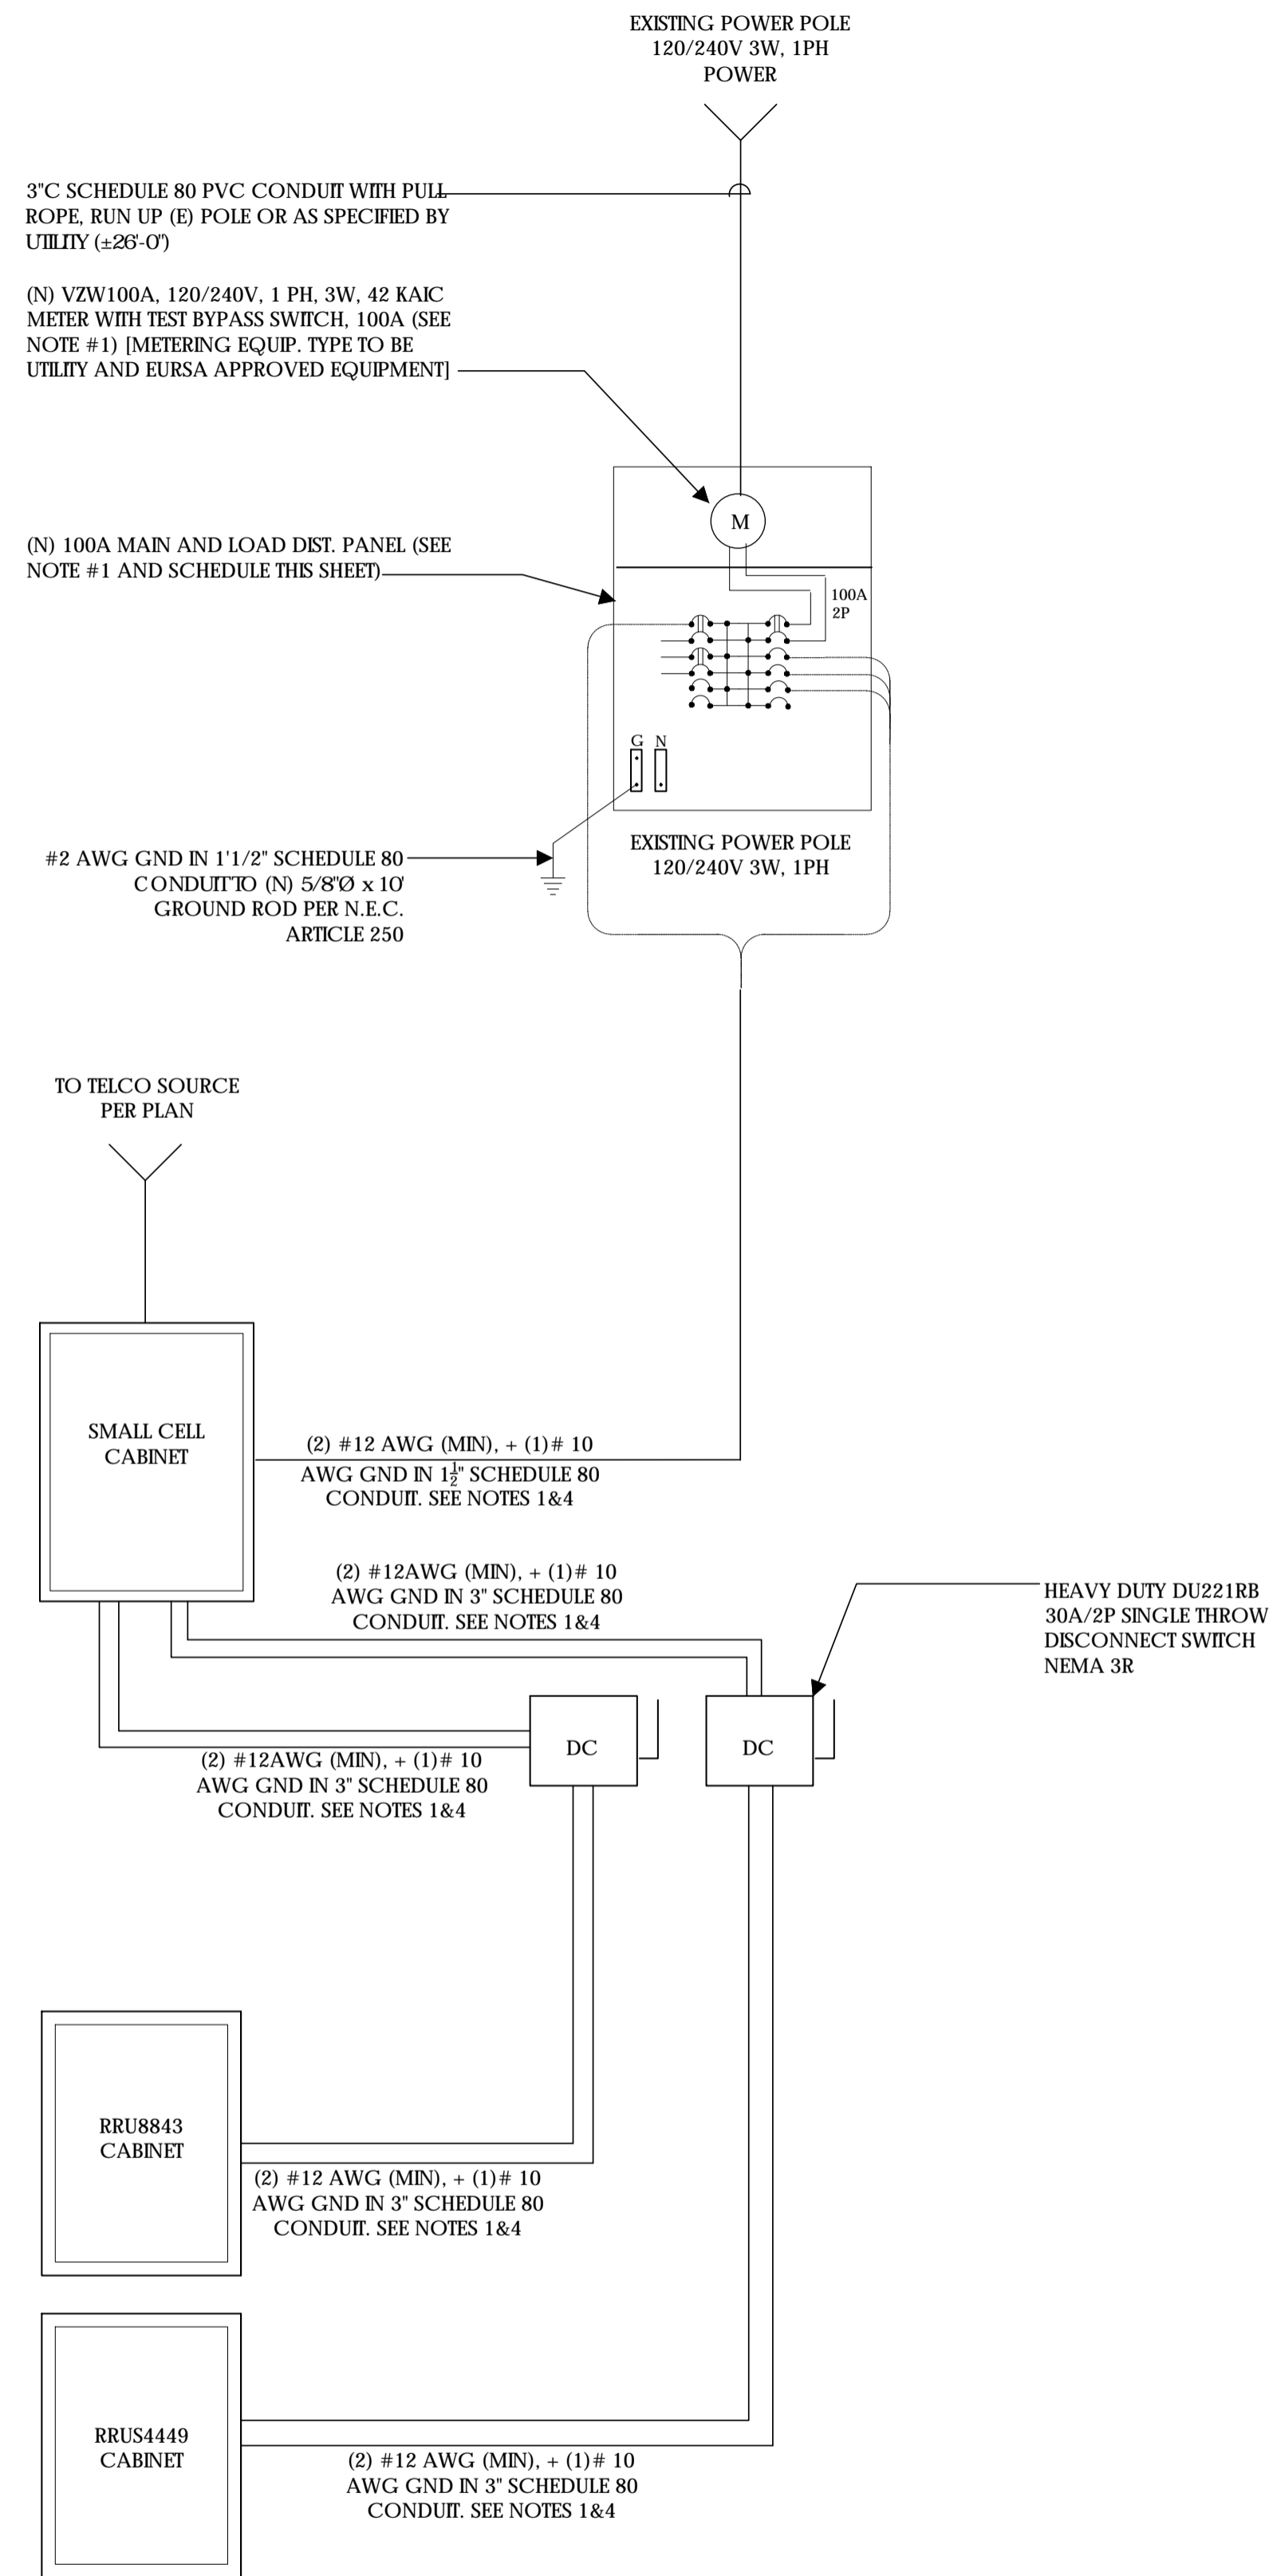 EXISTING POWER POLE
120/240V 3W, 1PH
POWER
3"C SCHEDULE 80 PVC CONDUIT WITH PULL
ROPE, RUN UP (E) POLE OR AS SPECIFIED BY
UTILITY (±26'-0")
(N) VZW100A, 120/240V, 1 PH, 3W, 42 KAIC
METER WITH TEST BYPASS SWITCH, 100A (SEE
NOTE #1) [METERING EQUIP. TYPE TO BE
UTILITY AND EURSA APPROVED EQUIPMENT]
M
(N) 100A MAIN AND LOAD DIST. PANEL (SEE
NOTE #1 AND SCHEDULE THIS SHEET)
100A
2P
G N
EXISTING POWER POLE
120/240V 3W, 1PH
#2 AWG GND IN 1'1/2" SCHEDULE 80
CONDUITTO (N) 5/8"Ø x 10'
GROUND ROD PER N.E.C.
ARTICLE 250
TO TELCO SOURCE
PER PLAN
SMALL CELL
CABINET
(2) #12 AWG (MIN), + (1)# 10
AWG GND IN 1½" SCHEDULE 80
CONDUIT. SEE NOTES 1&4
(2) #12AWG (MIN), + (1)# 10
AWG GND IN 3" SCHEDULE 80
CONDUIT. SEE NOTES 1&4
HEAVY DUTY DU221RB
30A/2P SINGLE THROW
DISCONNECT SWITCH
NEMA 3R
DC
DC
(2) #12AWG (MIN), + (1)# 10
AWG GND IN 3" SCHEDULE 80
CONDUIT. SEE NOTES 1&4
RRU8843
CABINET
(2) #12 AWG (MIN), + (1)# 10
AWG GND IN 3" SCHEDULE 80
CONDUIT. SEE NOTES 1&4
RRUS4449
CABINET
(2) #12 AWG (MIN), + (1)# 10
AWG GND IN 3" SCHEDULE 80
CONDUIT. SEE NOTES 1&4